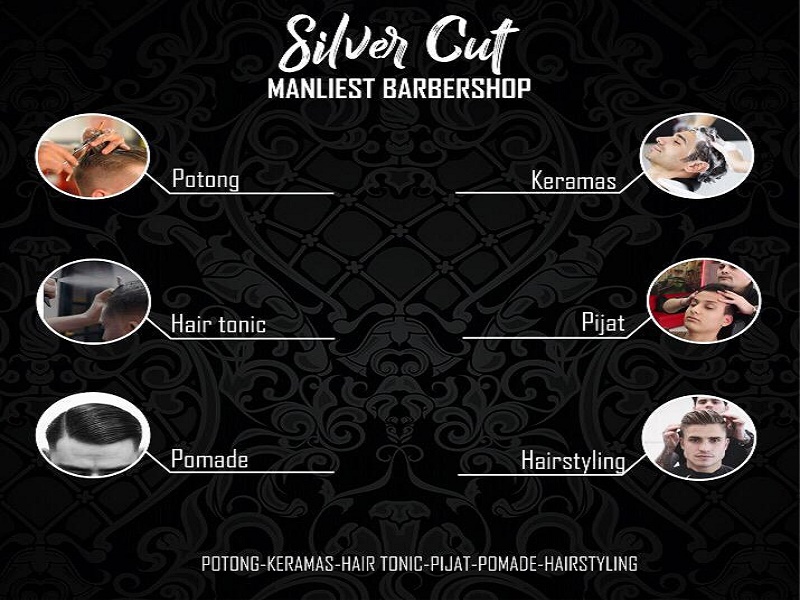 Silver Cut
MANLIEST BARBERSHOP
Potong
Keramas
Hair tonic
Pijat
Pomade
Hairstyling
POTONG-KERAMAS-HAIR TONIC-PIJAT-POMADE-HAIRSTYLING